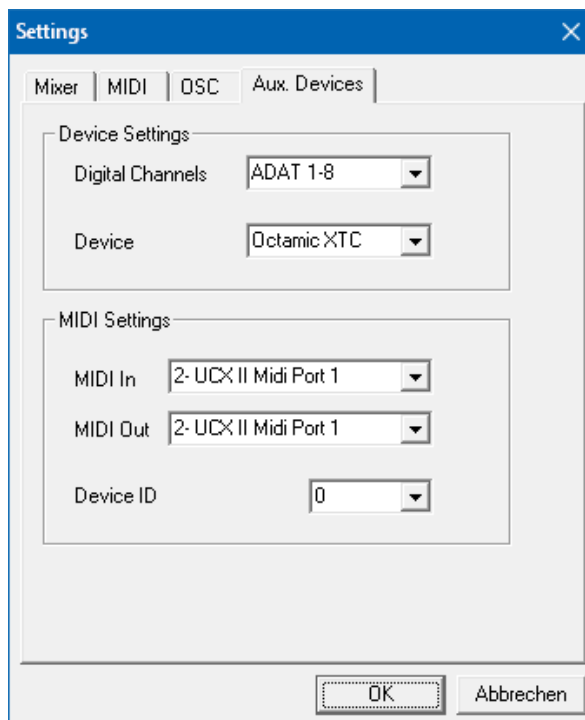 Settings
Mixer MIDI OSC Aux. Devices
Device Settings
Digital Channels ADAT 1-8
Device Octamic XTC
MIDI Settings
MIDI In 2- UCX II Midi Port 1
MIDI Out 2- UCX II Midi Port 1
Device ID 0
OK Abbrechen